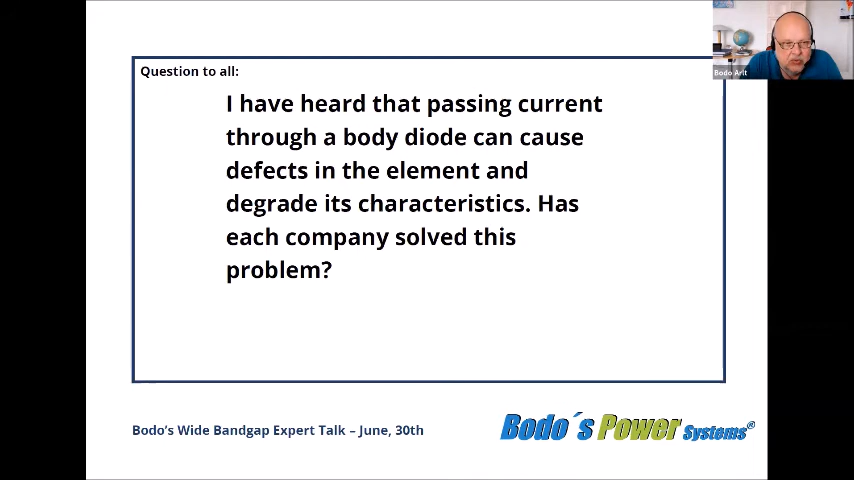 Bodo Arlt
Question to all:
I have heard that passing current
through a body diode can cause
defects in the element and
degrade its characteristics. Has
each company solved this
problem?
Bodo's Wide Bandgap Expert Talk – June, 30th
Bodo´s Power Systems®